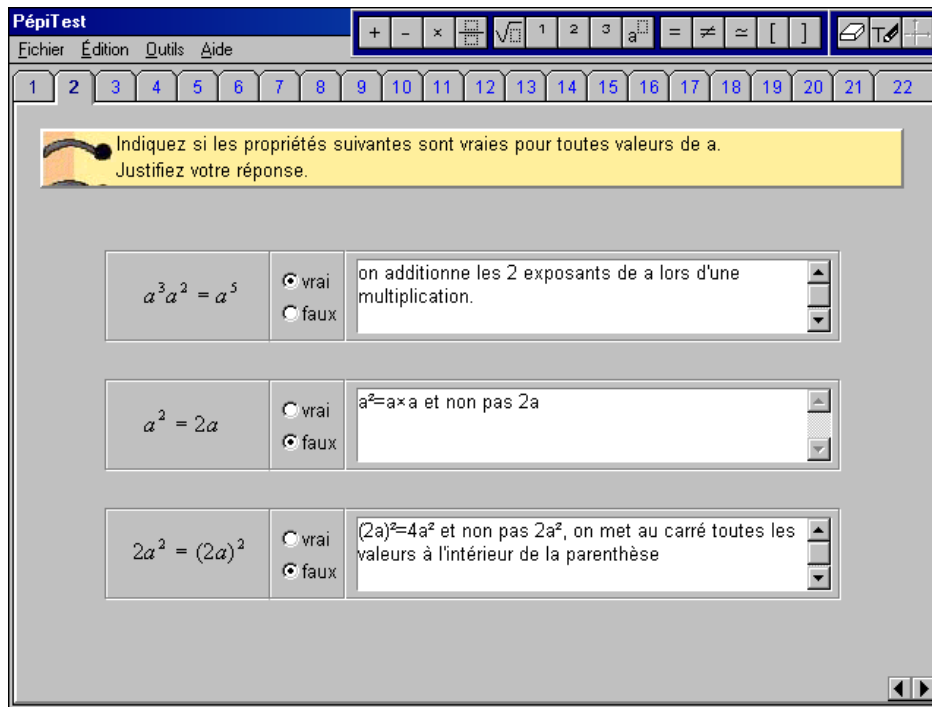 PépiTest
+ - × √ 1 2 3 a = ≠ ≃ [ ] T
Fichier Édition Outils Aide
1 2 3 4 5 6 7 8 9 10 11 12 13 14 15 16 17 18 19 20 21 22
Indiquez si les propriétés suivantes sont vraies pour toutes valeurs de a.
Justifiez votre réponse.
a³a² = a⁵
vrai
faux
on additionne les 2 exposants de a lors d'une
multiplication.
a² = 2a
vrai
faux
a²=a×a et non pas 2a
2a² = (2a)²
vrai
faux
(2a)²=4a² et non pas 2a², on met au carré toutes les
valeurs à l'intérieur de la parenthèse